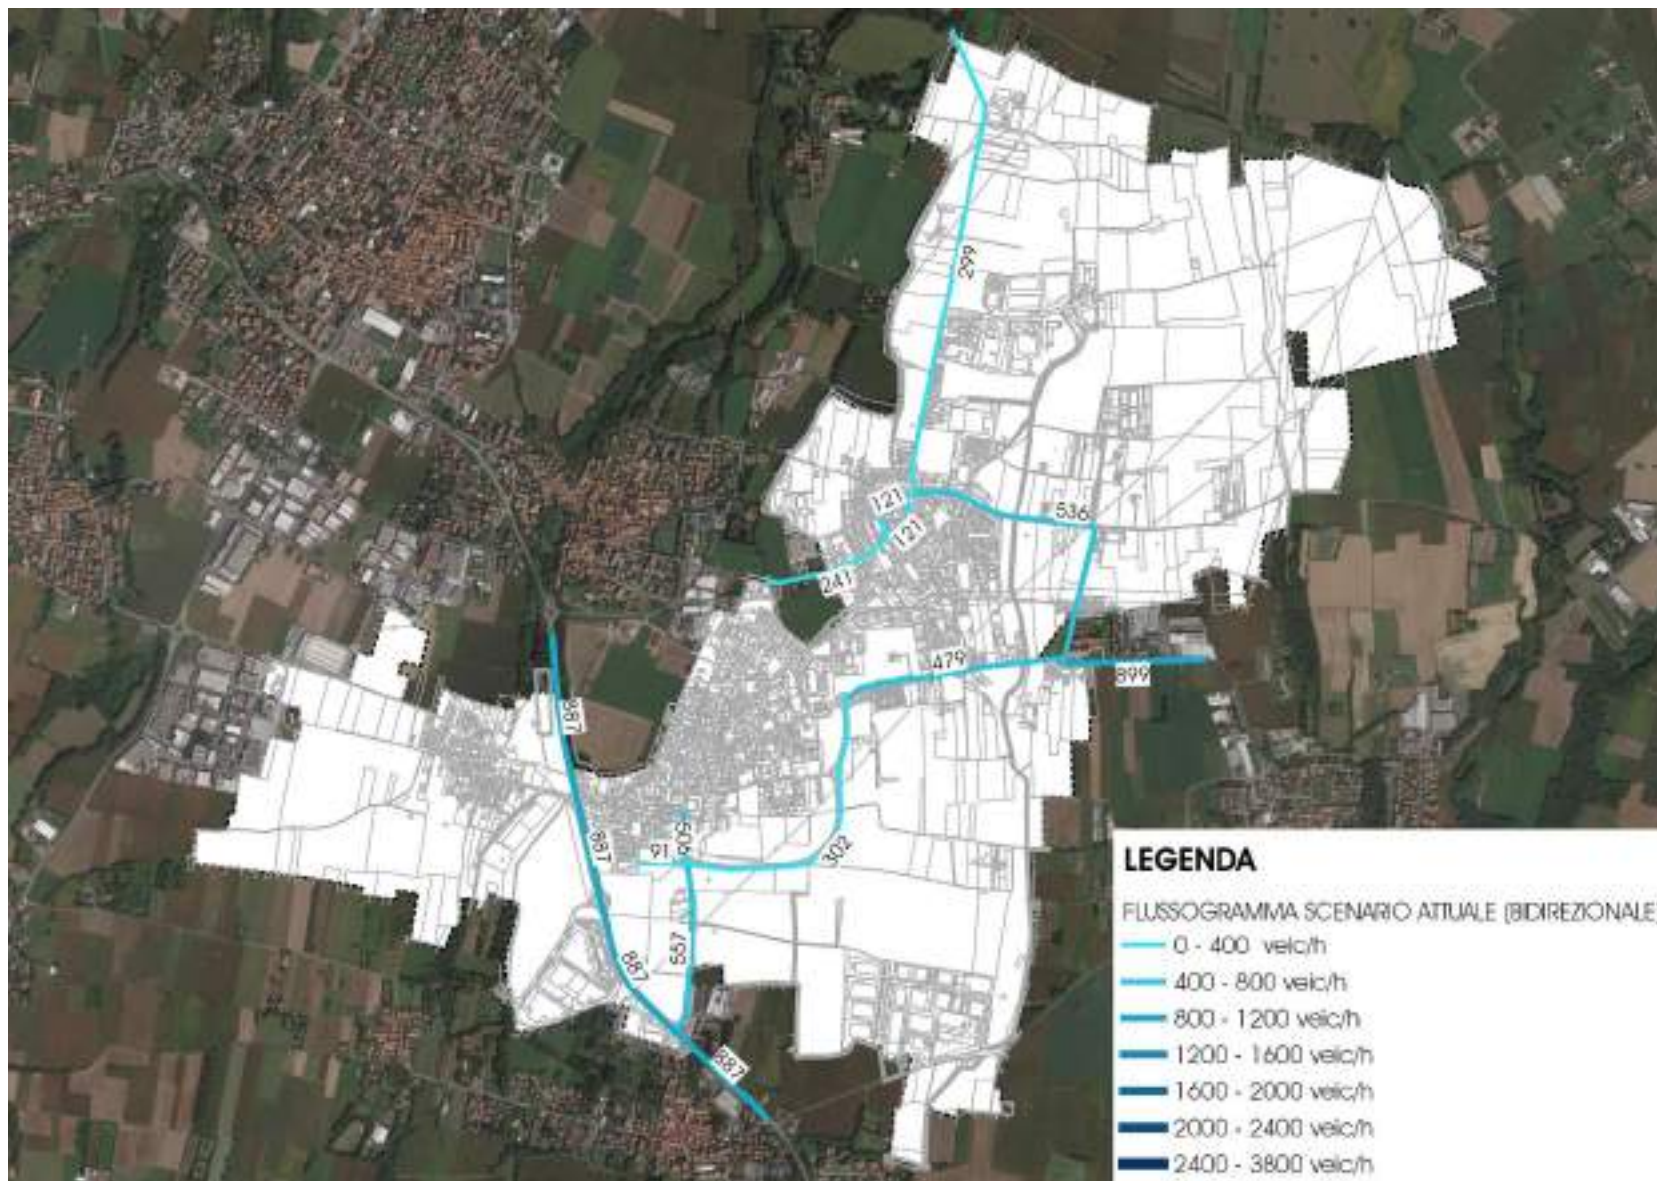 299
121
121
536
241
479
899
887
505
91
302
887
557
887
887
LEGENDA
FLUSSOGRAMMA SCENARIO ATTUALE (BIDIREZIONALE)
0 - 400 veic/h
400 - 800 veic/h
800 - 1200 veic/h
1200 - 1600 veic/h
1600 - 2000 veic/h
2000 - 2400 veic/h
2400 - 3800 veic/h